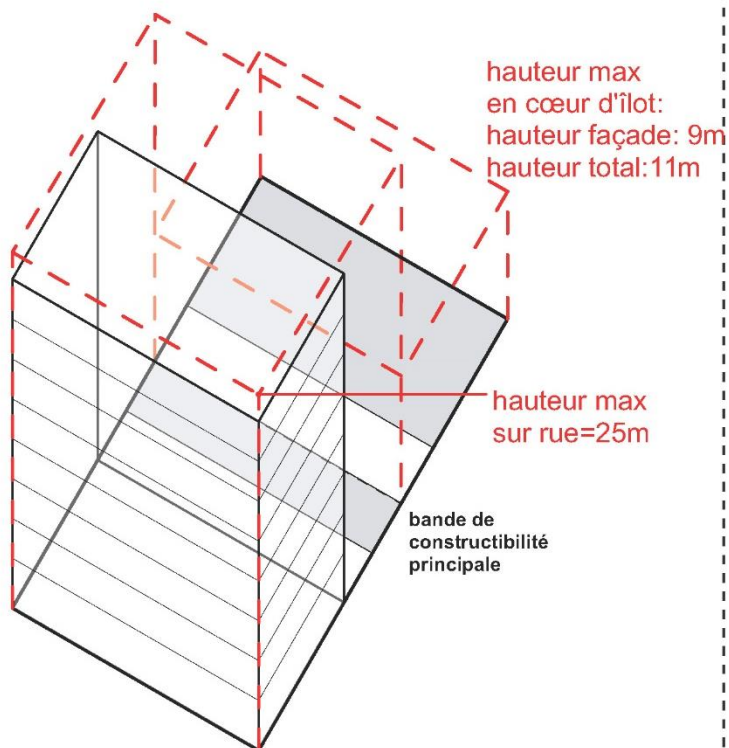 hauteur max
en cœur d'îlot:
hauteur façade: 9m
hauteur total:11m
hauteur max
sur rue=25m
bande de
constructibilité
principale